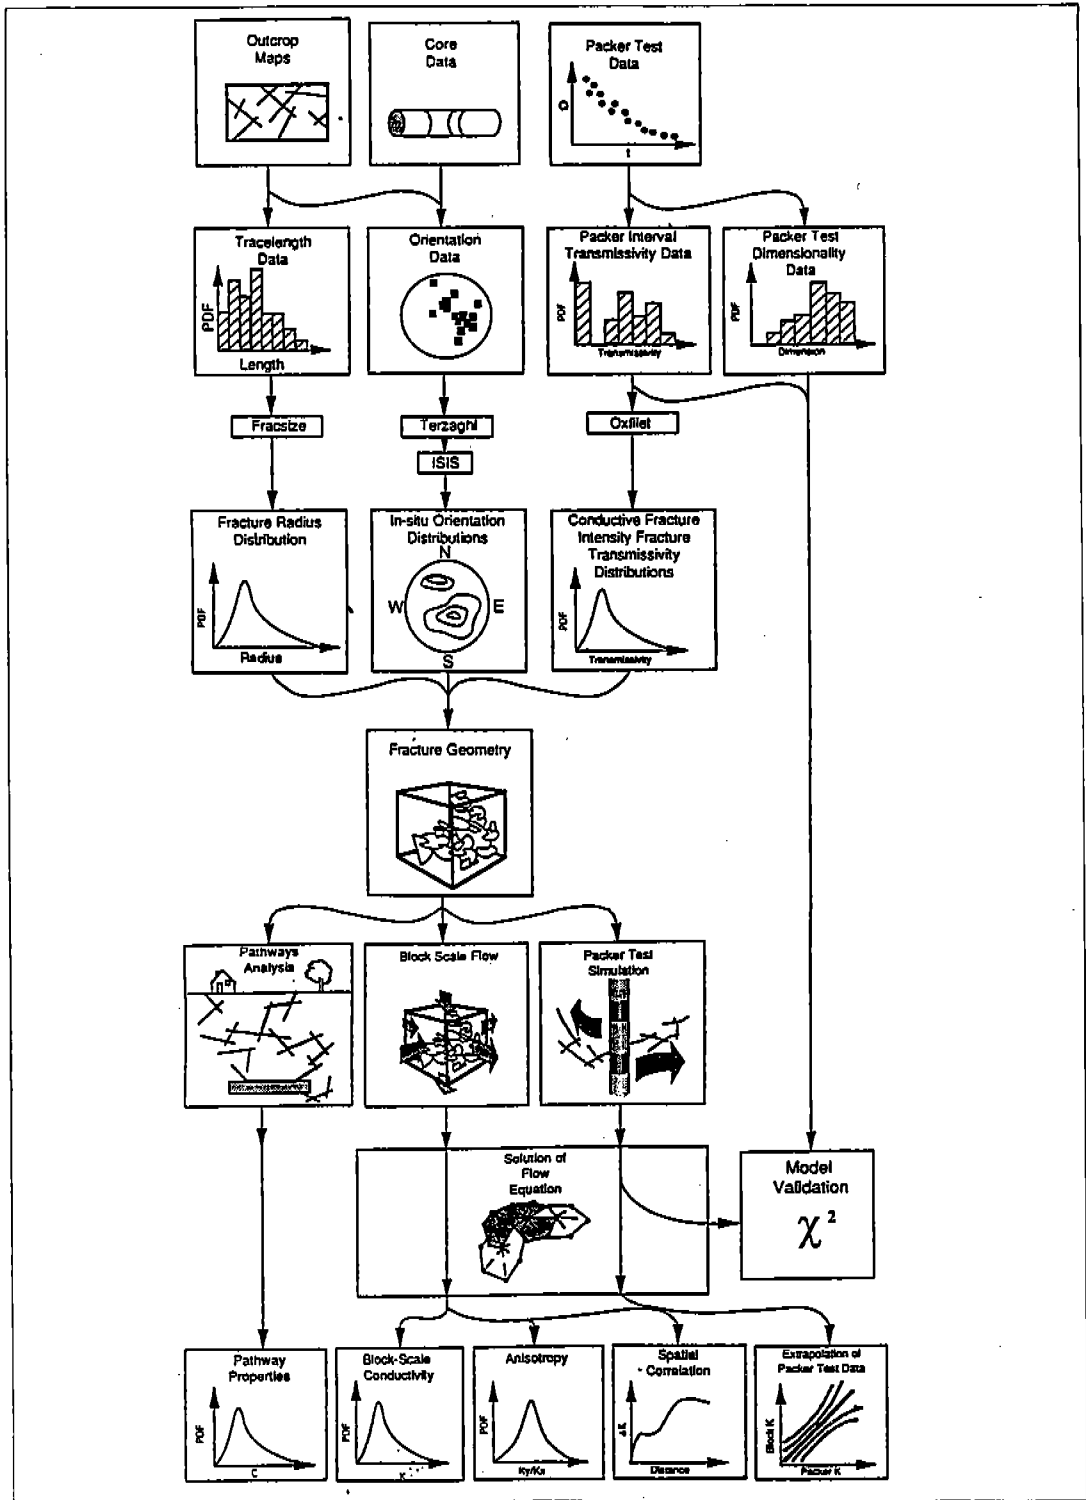 Outcrop
Maps
Core
Data
Packer Test
Data
Q
t
Tracelength
Data
PDF
Length
Orientation
Data
Packer Interval
Transmissivity Data
PDF
Transmissivity
Packer Test
Dimensionality
Data
PDF
Dimension
Fracsize
Terzaghi
Oxfilet
ISIS
Fracture Radius
Distribution
PDF
Radius
In-situ Orientation
Distributions
N
W
E
S
Conductive Fracture
Intensity Fracture
Transmissivity
Distributions
PDF
Transmissivity
Fracture Geometry
Pathways
Analysis
Block Scale Flow
Packer Test
Simulation
Solution of
Flow
Equation
Model
Validation
χ²
Pathway
Properties
PDF
C
Block-Scale
Conductivity
PDF
K
Anisotropy
PDF
Ky/Kx
Spatial
Correlation
ΔK
Distance
Extrapolation of
Packer Test Data
Block K
Packer K